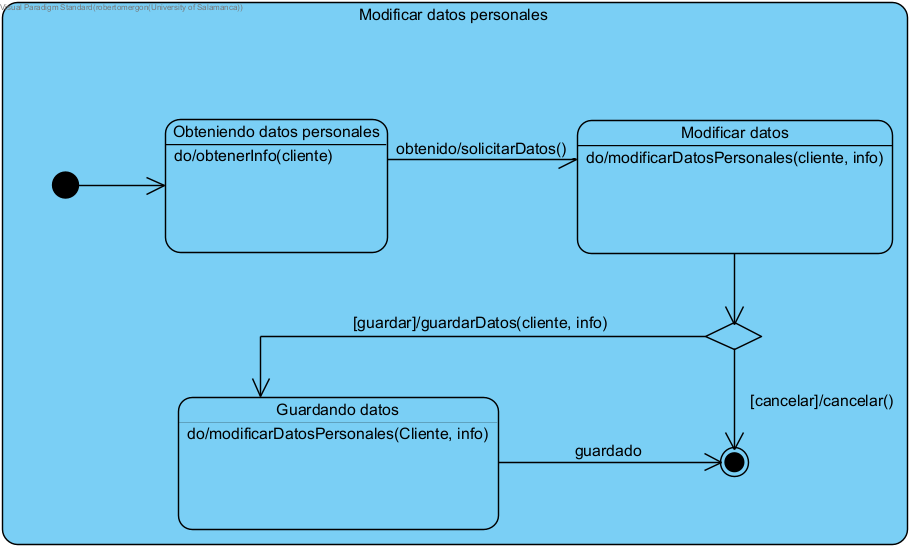 Visual Paradigm Standard(robertomergon(University of Salamanca))
Modificar datos personales
Obteniendo datos personales
do/obtenerInfo(cliente)
obtenido/solicitarDatos()
Modificar datos
do/modificarDatosPersonales(cliente, info)
[guardar]/guardarDatos(cliente, info)
[cancelar]/cancelar()
Guardando datos
do/modificarDatosPersonales(Cliente, info)
guardado